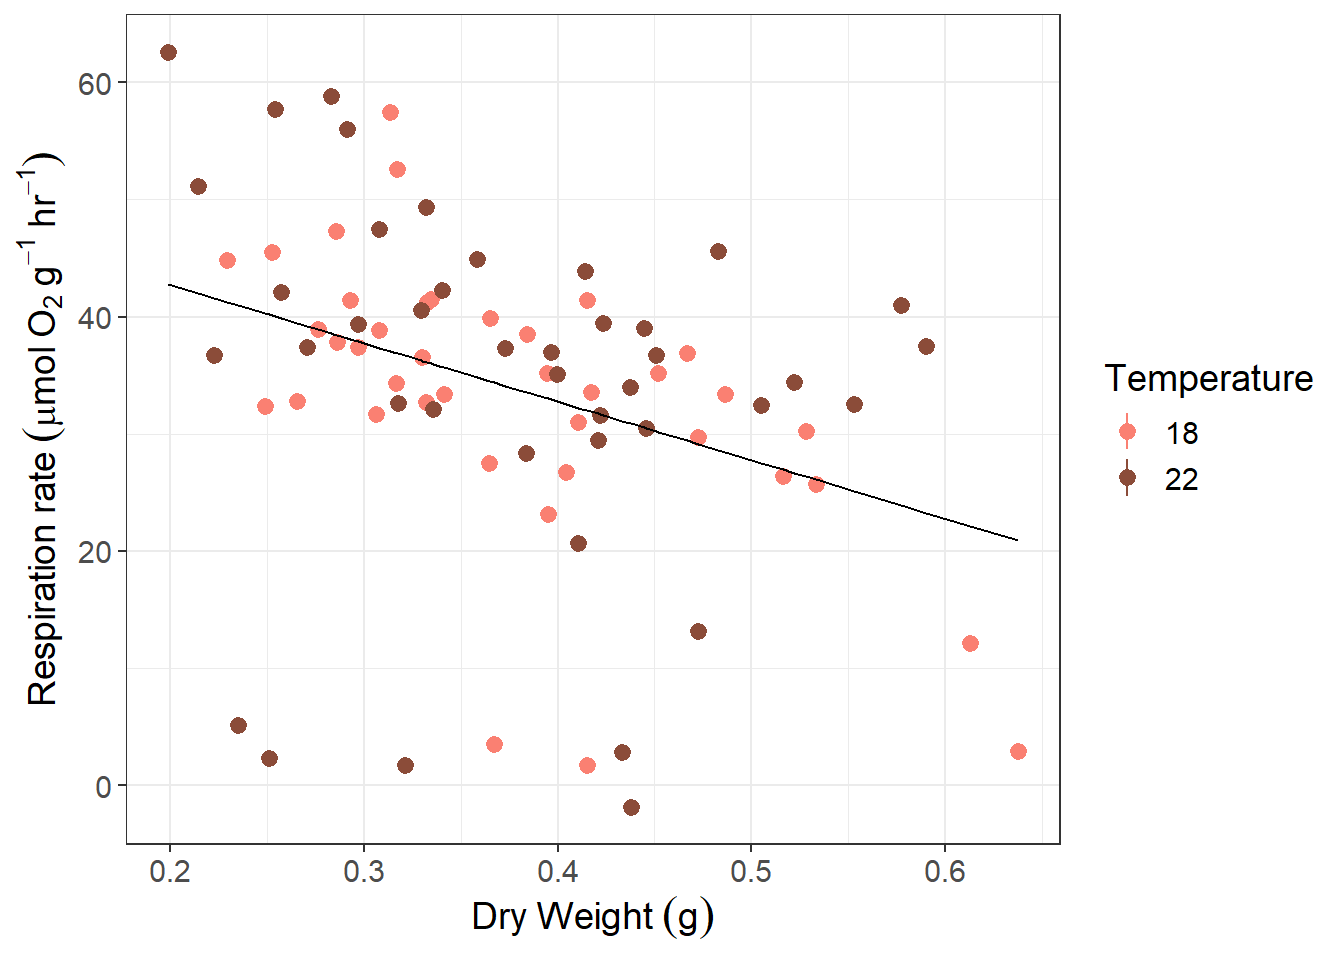 60
40
20
0
0.2 0.3 0.4 0.5 0.6
Dry Weight (g)
Respiration rate (μmol O₂ g⁻¹ hr⁻¹)
Temperature
18
22